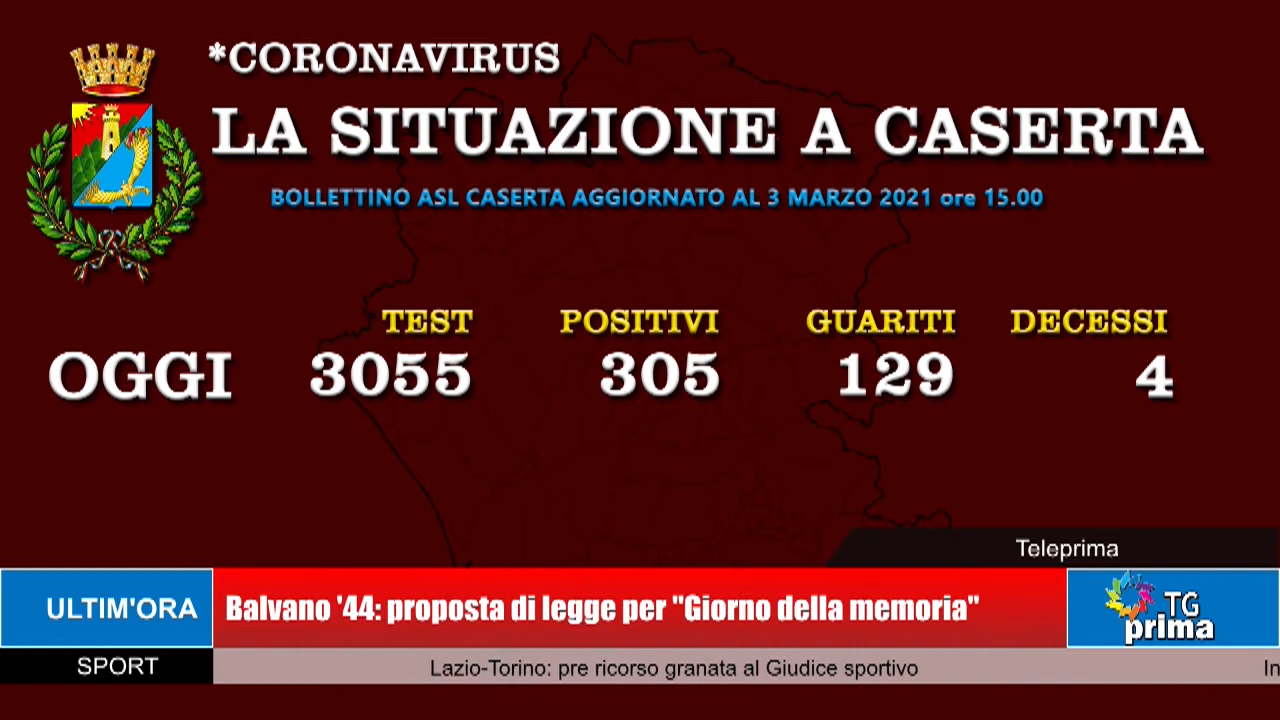 *CORONAVIRUS
LA SITUAZIONE A CASERTA
BOLLETTINO ASL CASERTA AGGIORNATO AL 3 MARZO 2021 ore 15.00
TEST POSITIVI GUARITI DECESSI
OGGI 3055 305 129 4
Teleprima
ULTIM'ORA Balvano '44: proposta di legge per "Giorno della memoria"
TG
prima
SPORT Lazio-Torino: pre ricorso granata al Giudice sportivo In